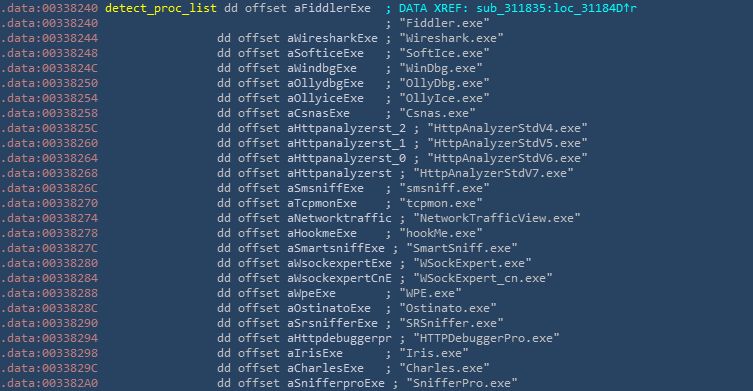 .data:00338240 detect_proc_list dd offset aFiddlerExe ; DATA XREF: sub_311835:loc_31184D↑r
.data:00338240 ; "Fiddler.exe"
.data:00338244 dd offset aWiresharkExe ; "Wireshark.exe"
.data:00338248 dd offset aSofticeExe ; "SoftIce.exe"
.data:0033824C dd offset aWindbgExe ; "WinDbg.exe"
.data:00338250 dd offset aOllydbgExe ; "OllyDbg.exe"
.data:00338254 dd offset aOllyiceExe ; "OllyIce.exe"
.data:00338258 dd offset aCsnasExe ; "Csnas.exe"
.data:0033825C dd offset aHttpanalyzerst_2 ; "HttpAnalyzerStdV4.exe"
.data:00338260 dd offset aHttpanalyzerst_1 ; "HttpAnalyzerStdV5.exe"
.data:00338264 dd offset aHttpanalyzerst_0 ; "HttpAnalyzerStdV6.exe"
.data:00338268 dd offset aHttpanalyzerst ; "HttpAnalyzerStdV7.exe"
.data:0033826C dd offset aSmsniffExe ; "smsniff.exe"
.data:00338270 dd offset aTcpmonExe ; "tcpmon.exe"
.data:00338274 dd offset aNetworktraffic ; "NetworkTrafficView.exe"
.data:00338278 dd offset aHookmeExe ; "hookMe.exe"
.data:0033827C dd offset aSmartsniffExe ; "SmartSniff.exe"
.data:00338280 dd offset aWsockexpertExe ; "WSockExpert.exe"
.data:00338284 dd offset aWsockexpertCnE ; "WSockExpert_cn.exe"
.data:00338288 dd offset aWpeExe ; "WPE.exe"
.data:0033828C dd offset aOstinatoExe ; "Ostinato.exe"
.data:00338290 dd offset aSrsnifferExe ; "SRSniffer.exe"
.data:00338294 dd offset aHttpdebuggerpr ; "HTTPDebuggerPro.exe"
.data:00338298 dd offset aIrisExe ; "Iris.exe"
.data:0033829C dd offset aCharlesExe ; "Charles.exe"
.data:003382A0 dd offset aSnifferproExe ; "SnifferPro.exe"